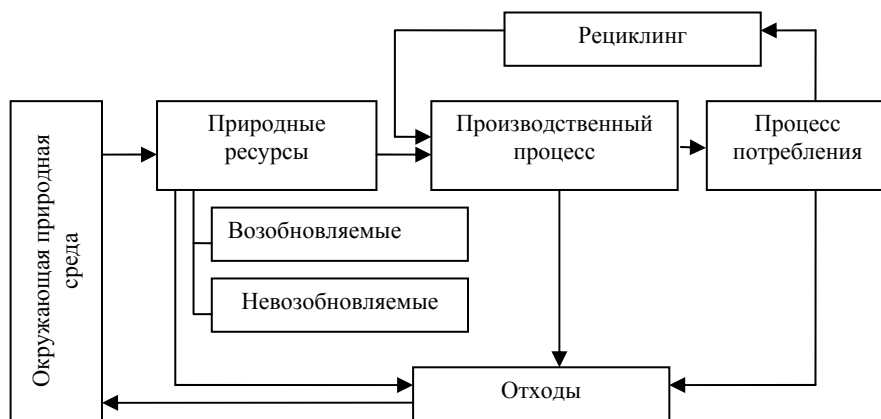 Рециклинг
Окружающая природная
среда
Природные
ресурсы
Производственный
процесс
Процесс
потребления
Возобновляемые
Невозобновляемые
Отходы